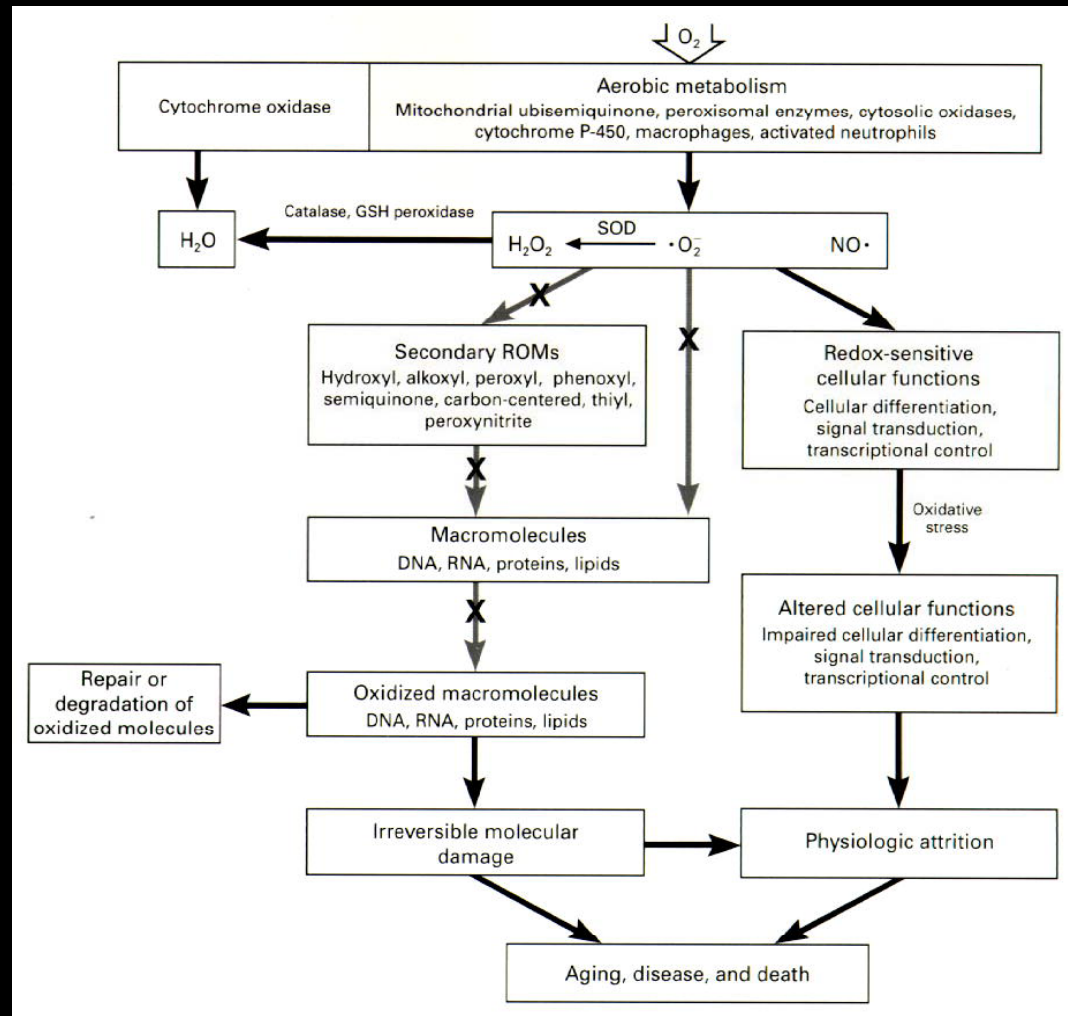 O₂
Cytochrome oxidase
Aerobic metabolism
Mitochondrial ubisemiquinone, peroxisomal enzymes, cytosolic oxidases,
cytochrome P-450, macrophages, activated neutrophils
Catalase, GSH peroxidase
H₂O
H₂O₂
SOD
·O₂⁻
NO·
X
X
Secondary ROMs
Hydroxyl, alkoxyl, peroxyl, phenoxyl,
semiquinone, carbon-centered, thiyl,
peroxynitrite
Redox-sensitive
cellular functions
Cellular differentiation,
signal transduction,
transcriptional control
X
Oxidative
stress
Macromolecules
DNA, RNA, proteins, lipids
X
Altered cellular functions
Impaired cellular differentiation,
signal transduction,
transcriptional control
Repair or
degradation of
oxidized molecules
Oxidized macromolecules
DNA, RNA, proteins, lipids
Irreversible molecular
damage
Physiologic attrition
Aging, disease, and death